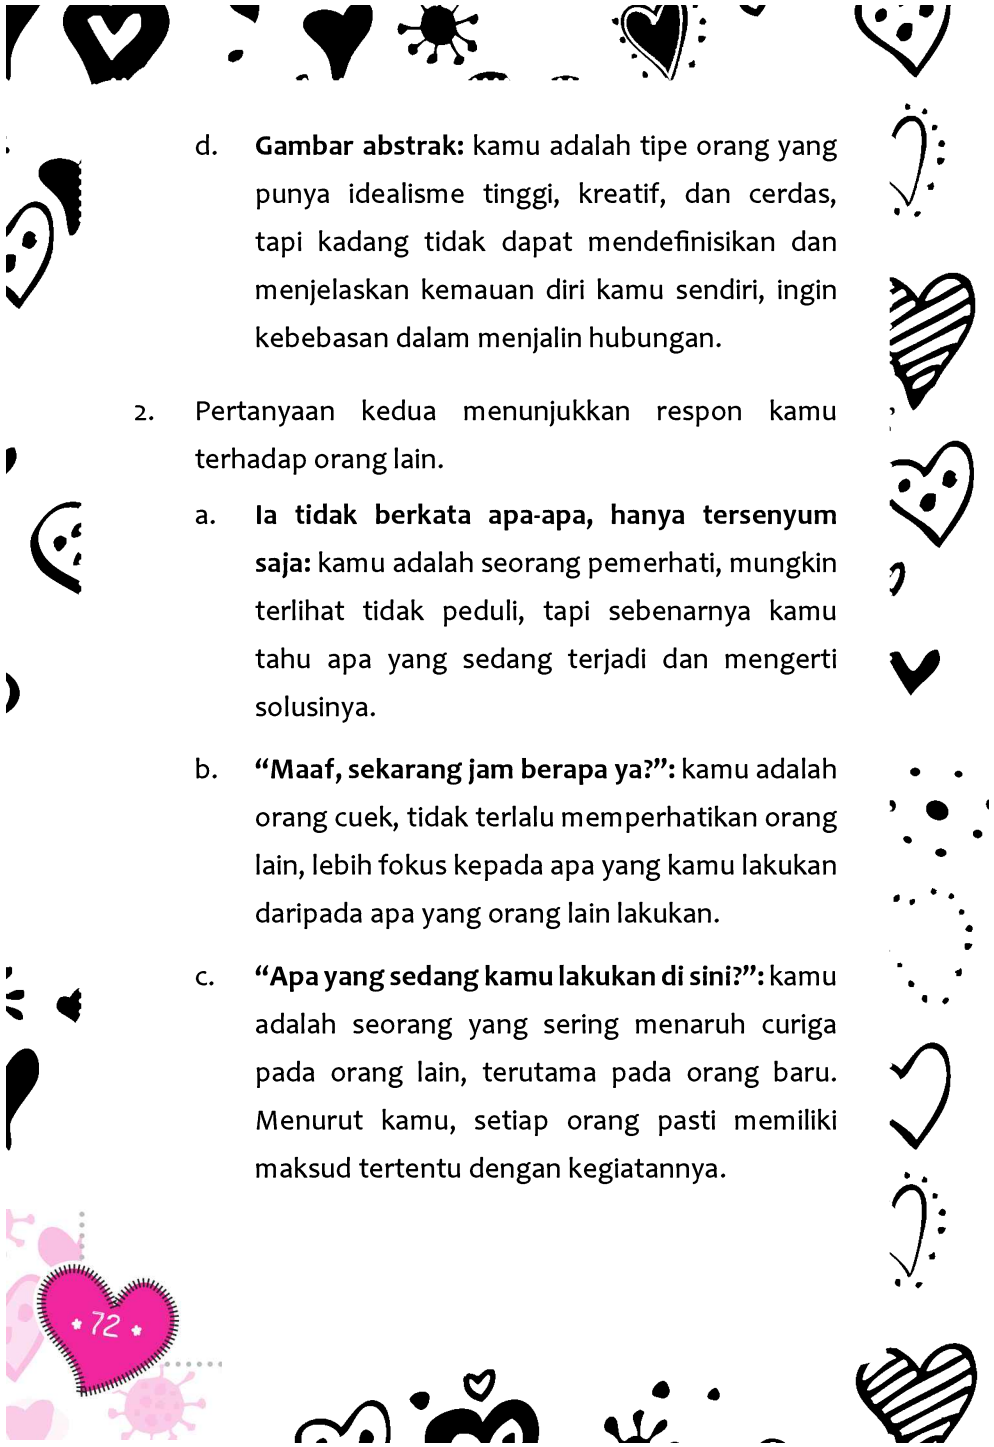 d. Gambar abstrak: kamu adalah tipe orang yang
punya idealisme tinggi, kreatif, dan cerdas,
tapi kadang tidak dapat mendefinisikan dan
menjelaskan kemauan diri kamu sendiri, ingin
kebebasan dalam menjalin hubungan.
2. Pertanyaan kedua menunjukkan respon kamu
terhadap orang lain.
a. Ia tidak berkata apa-apa, hanya tersenyum
saja: kamu adalah seorang pemerhati, mungkin
terlihat tidak peduli, tapi sebenarnya kamu
tahu apa yang sedang terjadi dan mengerti
solusinya.
b. “Maaf, sekarang jam berapa ya?”: kamu adalah
orang cuek, tidak terlalu memperhatikan orang
lain, lebih fokus kepada apa yang kamu lakukan
daripada apa yang orang lain lakukan.
c. “Apa yang sedang kamu lakukan di sini?”: kamu
adalah seorang yang sering menaruh curiga
pada orang lain, terutama pada orang baru.
Menurut kamu, setiap orang pasti memiliki
maksud tertentu dengan kegiatannya.
72